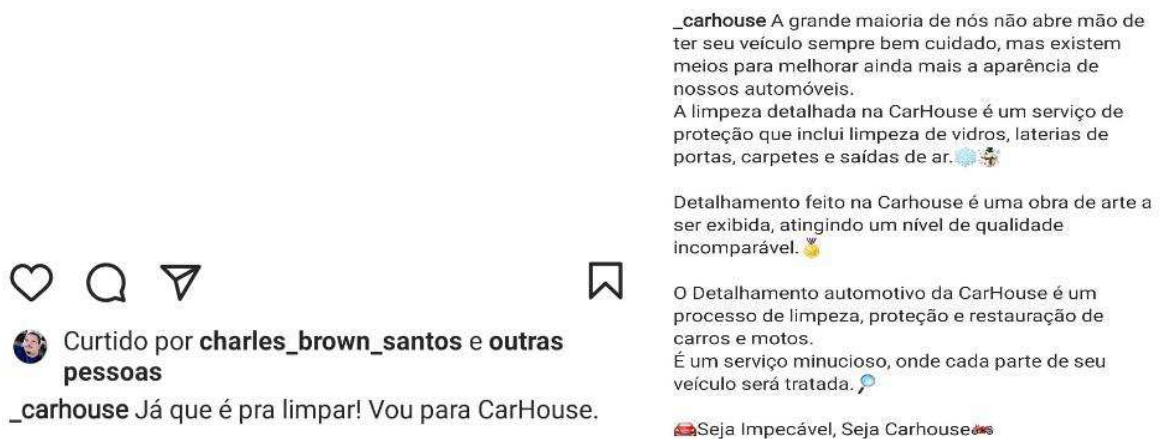 Curtido por charles_brown_santos e outras
pessoas
_carhouse Já que é pra limpar! Vou para CarHouse.
_carhouse A grande maioria de nós não abre mão de
ter seu veículo sempre bem cuidado, mas existem
meios para melhorar ainda mais a aparência de
nossos automóveis.
A limpeza detalhada na CarHouse é um serviço de
proteção que inclui limpeza de vidros, laterias de
portas, carpetes e saídas de ar.❄️⛄
Detalhamento feito na Carhouse é uma obra de arte a
ser exibida, atingindo um nível de qualidade
incomparável.🏅
O Detalhamento automotivo da CarHouse é um
processo de limpeza, proteção e restauração de
carros e motos.
É um serviço minucioso, onde cada parte de seu
veículo será tratada.🔎
🚘Seja Impecável, Seja Carhouse🏍️